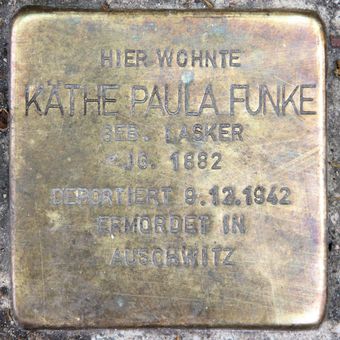 HIER WOHNTE
KÄTHE PAULA FUNKE
GEB. LASKER
JG. 1882
DEPORTIERT 9.12.1942
ERMORDET IN
AUSCHWITZ